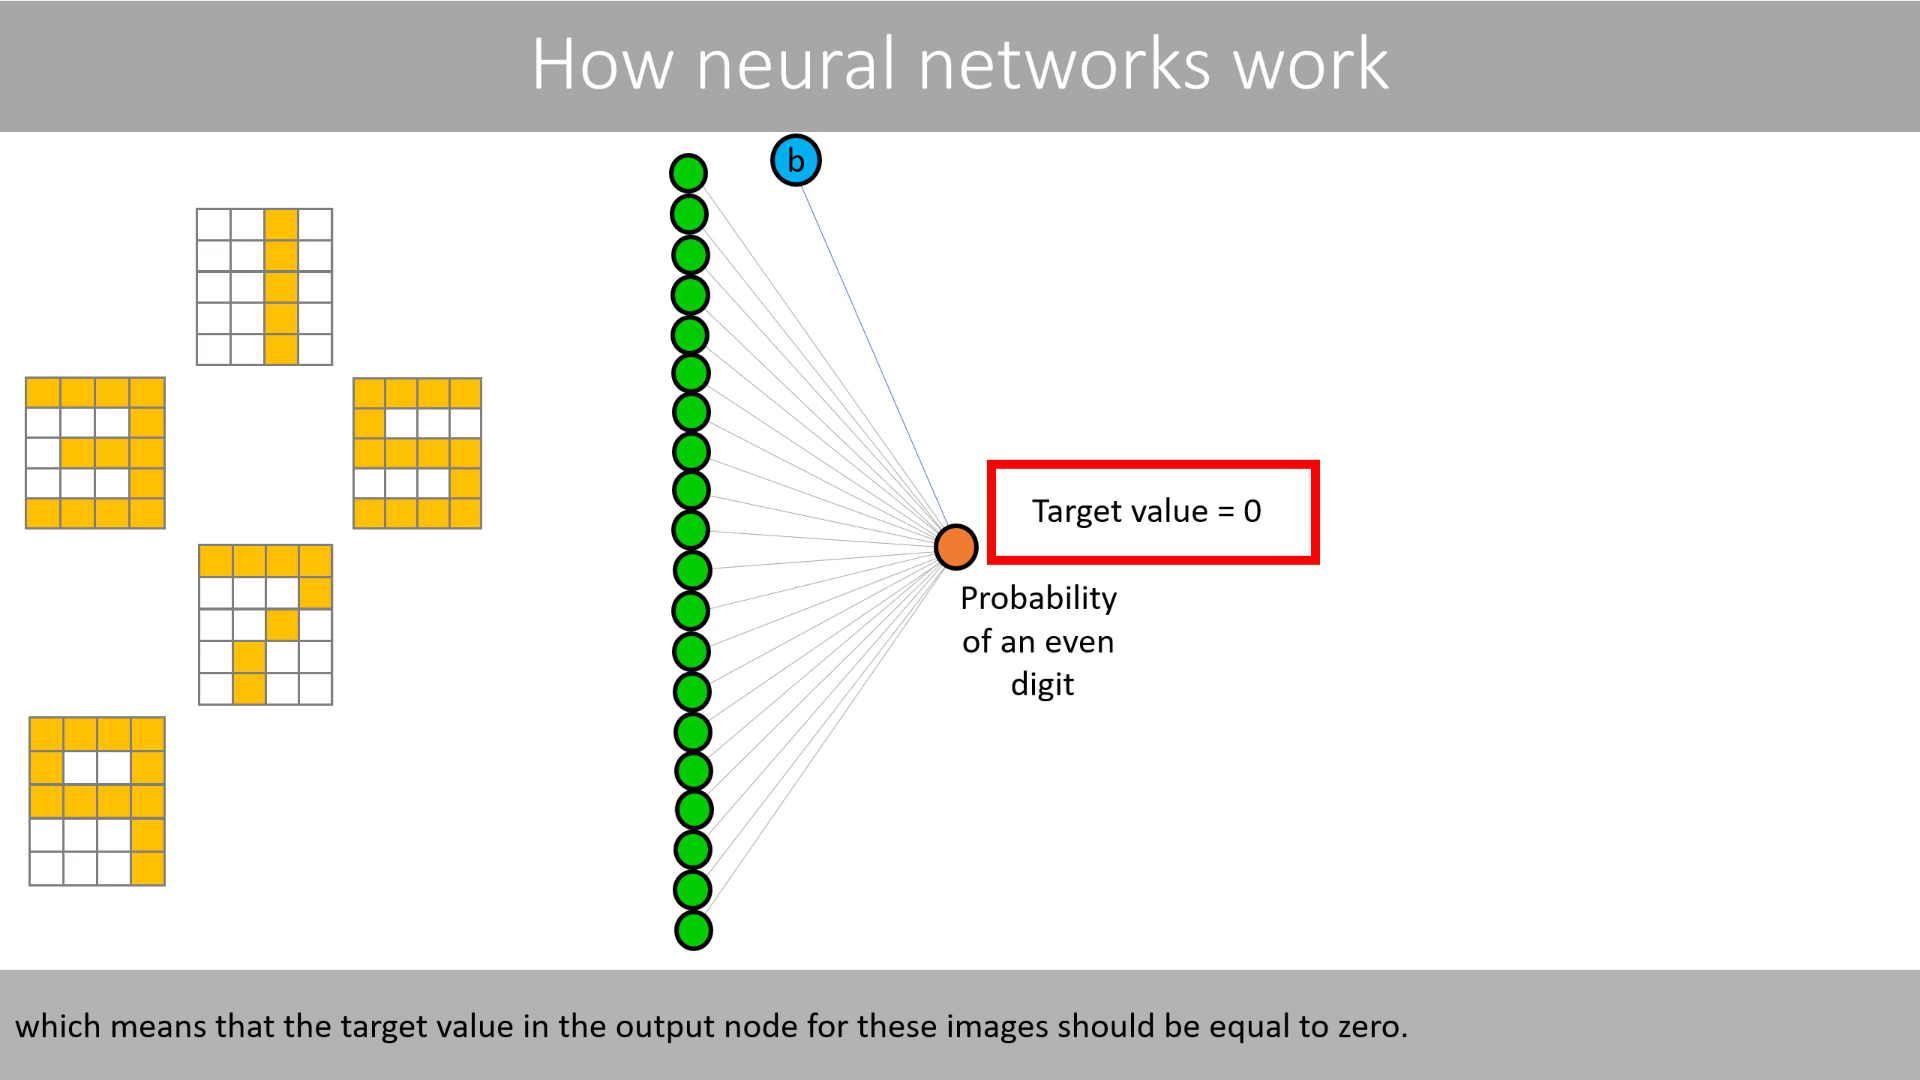 How neural networks work
b
Target value = 0
Probability
of an even
digit
which means that the target value in the output node for these images should be equal to zero.